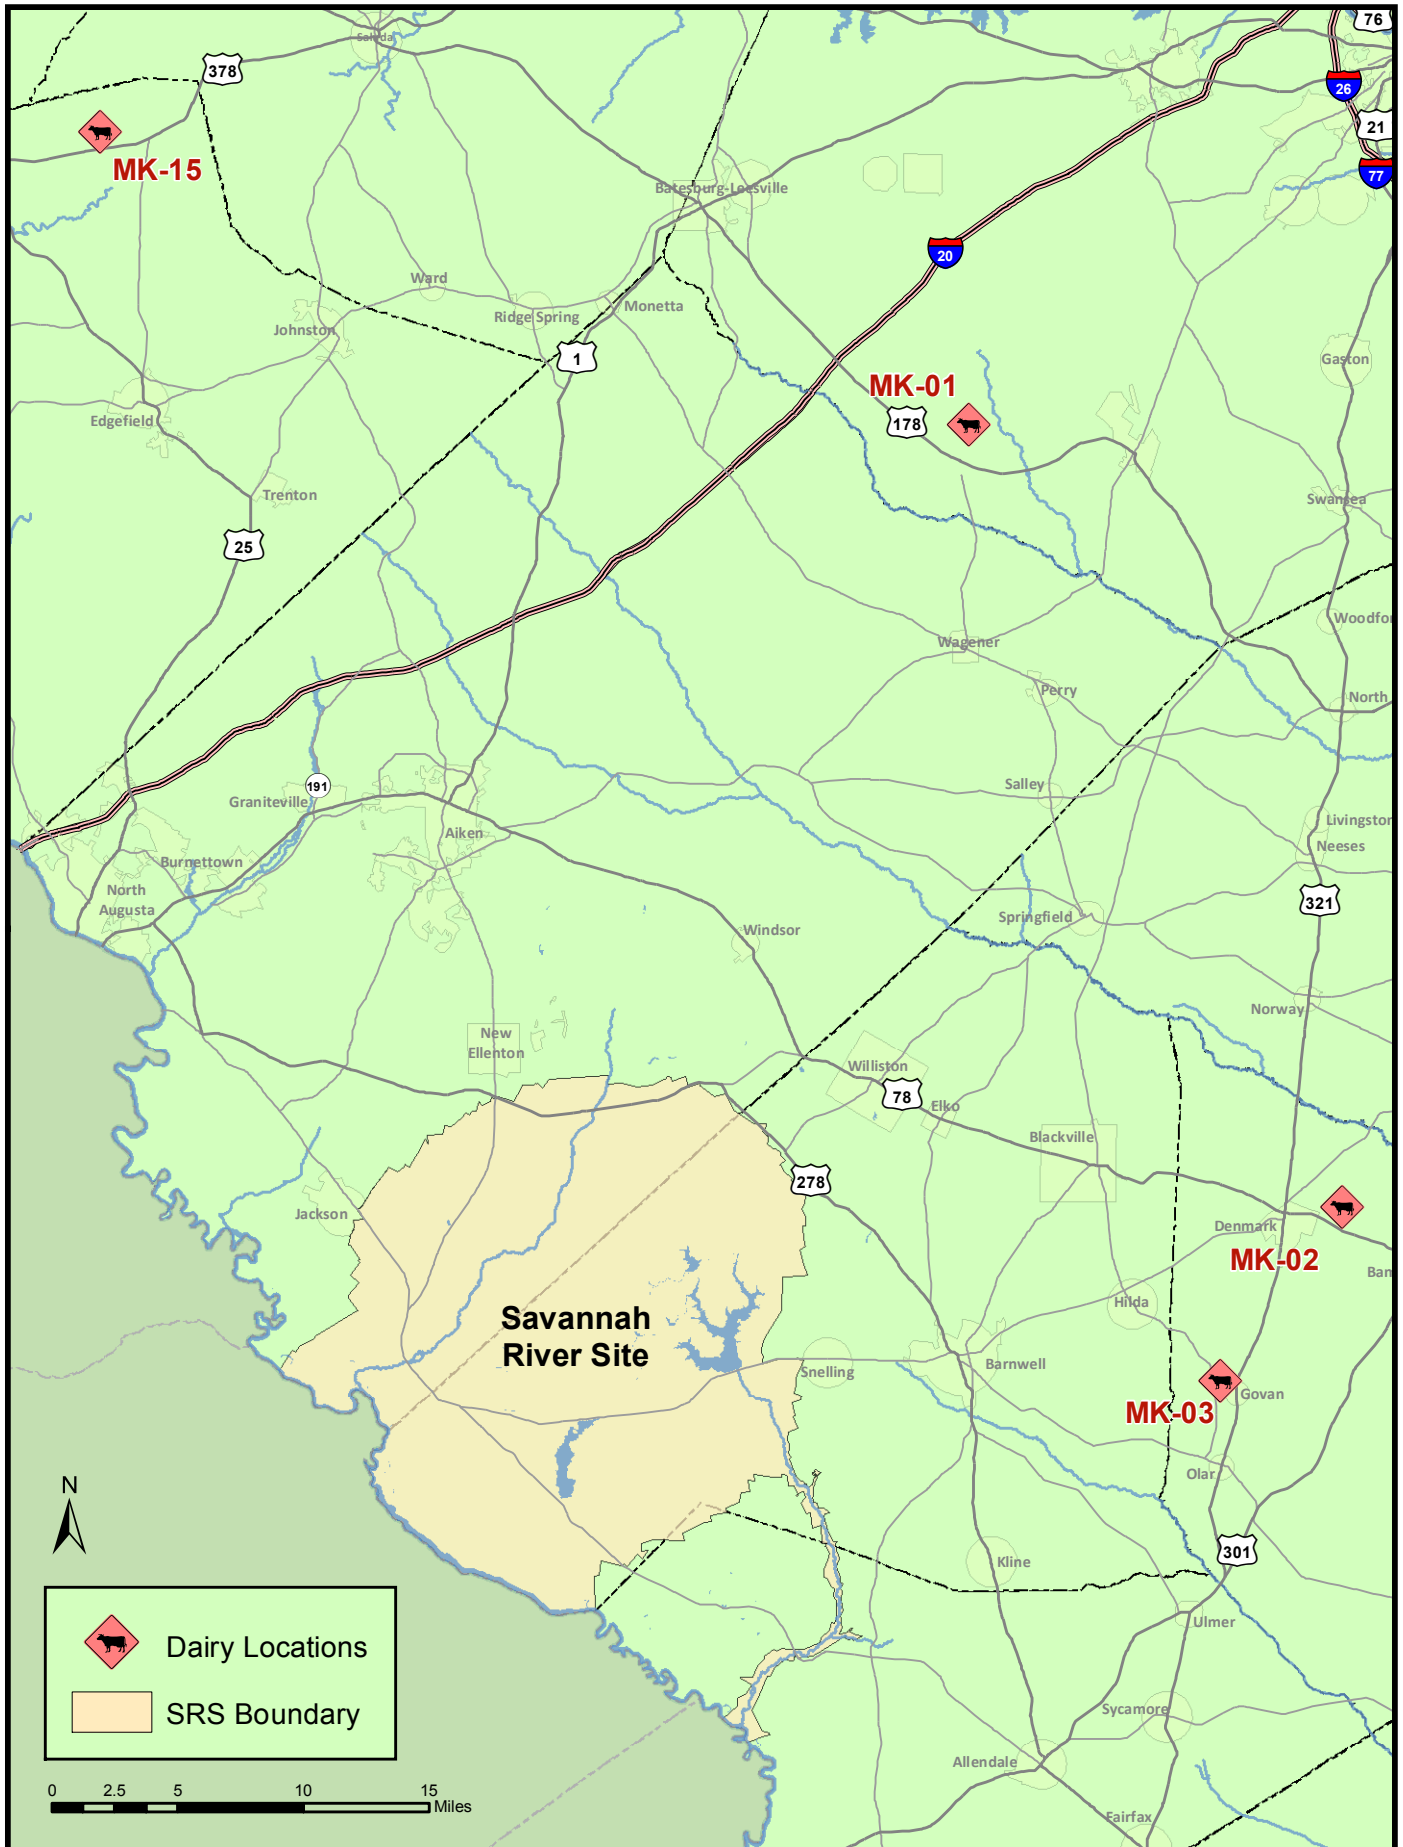 76
Saluda
378
26
21
MK-15
77
Batesburg-Leesville
20
Ward
Ridge Spring
Monetta
Johnston
1
Gaston
MK-01
Edgefield
178
Trenton
Swansea
25
Woodfo
Wagener
Perry
North
191
Salley
Graniteville
Livingston
Aiken
Neeses
Burnettown
North
Augusta
321
Springfield
Windsor
Norway
New
Ellenton
Williston
78
Elko
Blackville
278
Jackson
Denmark
MK-02
Bam
Hilda
Savannah
River Site
Snelling
Barnwell
Govan
MK-03
Olar
N
301
Kline
Ulmer
Dairy Locations
SRS Boundary
Sycamore
Allendale
0 2.5 5 10 15
Miles
Fairfax